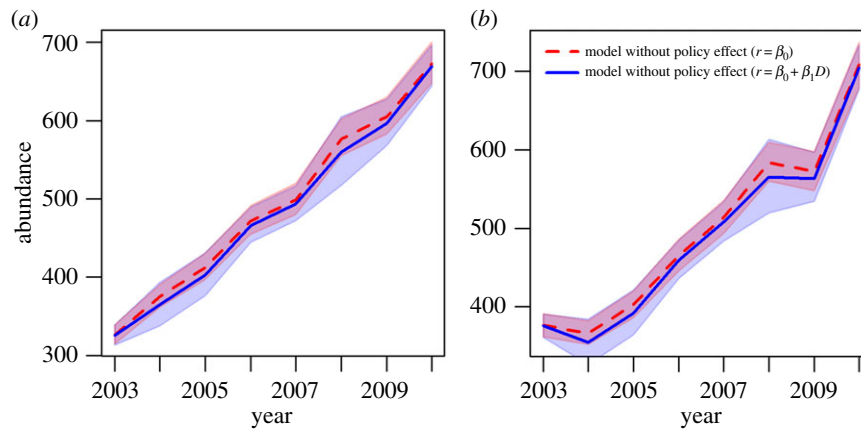 (a)
700
600
500
400
300
abundance
2003 2005 2007 2009
year
(b)
model without policy effect (r = β₀)
model without policy effect (r = β₀ + β₁D)
700
600
500
400
2003 2005 2007 2009
year